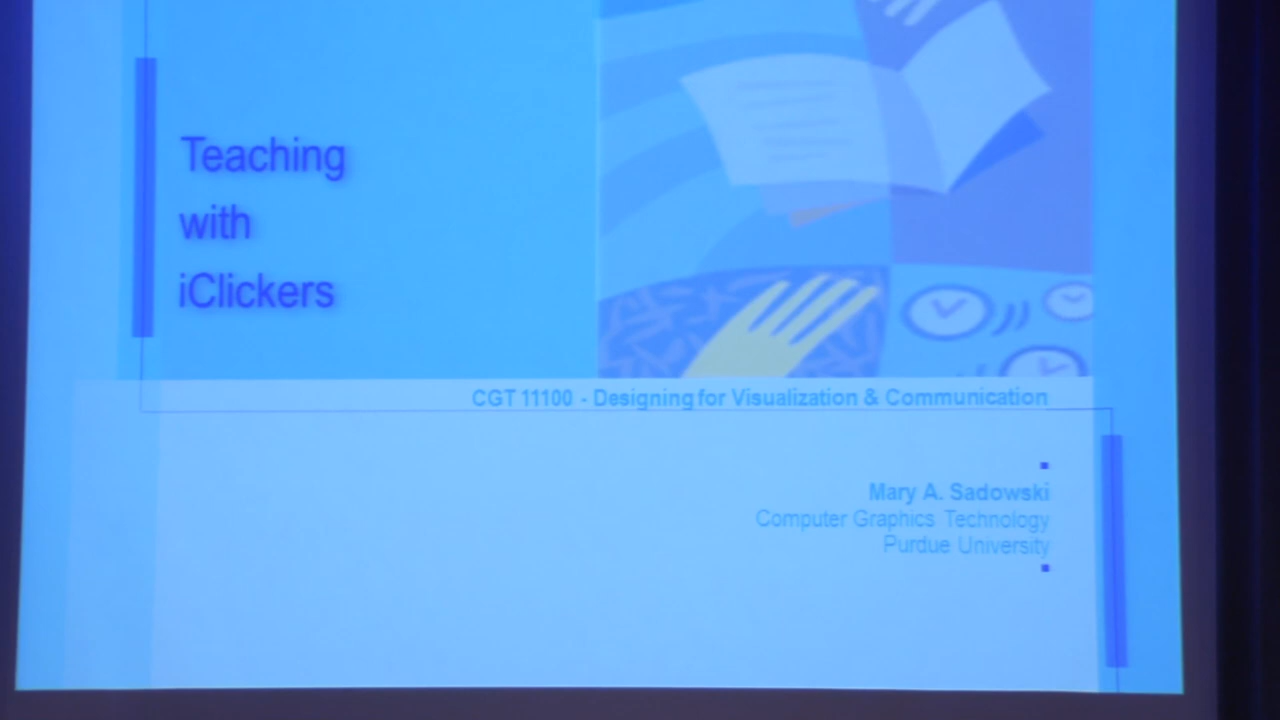 Teaching
with
iClickers
CGT 11100 - Designing for Visualization & Communication
Mary A. Sadowski
Computer Graphics Technology
Purdue University